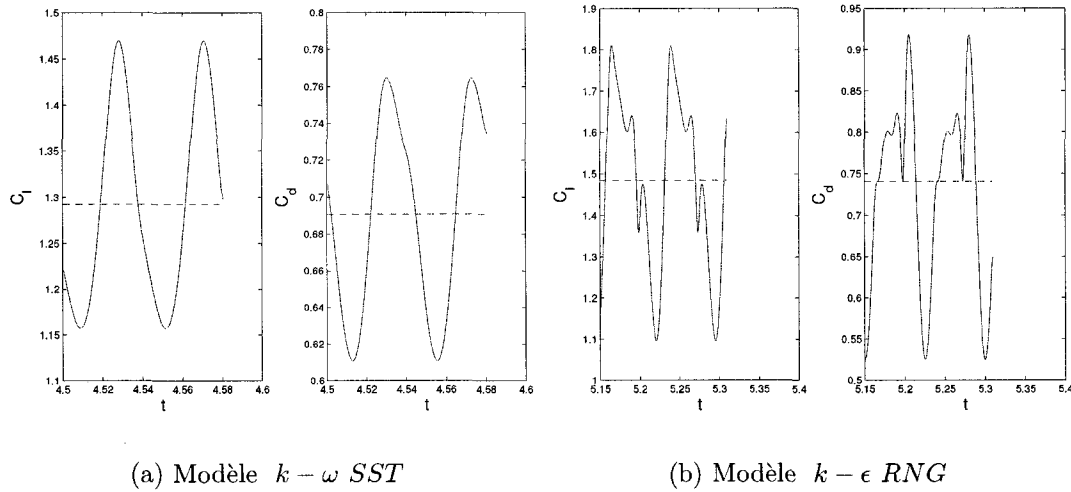 1.5
1.45
1.4
1.35
1.3
1.25
1.2
1.15
1.1
C_l
4.5 4.52 4.54 4.56 4.58 4.6
t
0.8
0.78
0.76
0.74
0.72
0.7
0.68
0.66
0.64
0.62
0.6
C_d
4.5 4.52 4.54 4.56 4.58 4.6
t
1.9
1.8
1.7
1.6
1.5
1.4
1.3
1.2
1.1
1
C_l
5.15 5.2 5.25 5.3 5.35 5.4
t
0.95
0.9
0.85
0.8
0.75
0.7
0.65
0.6
0.55
0.5
C_d
5.15 5.2 5.25 5.3 5.35 5.4
t
(a) Modèle k − ω SST
(b) Modèle k − ϵ RNG